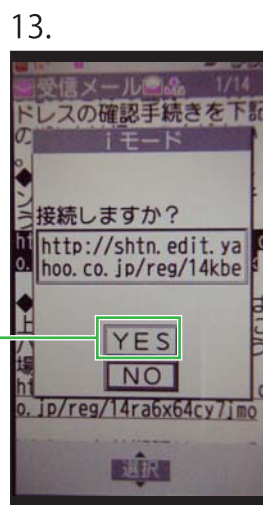 13.
受信メール 1/14
ドレスの確認手続きを下記
の
iモード
接続しますか?
http://shtn.edit.ya
hoo.co.jp/reg/14kbe
YES
NO
o.jp/reg/14ra6x64cy7jmo
選択